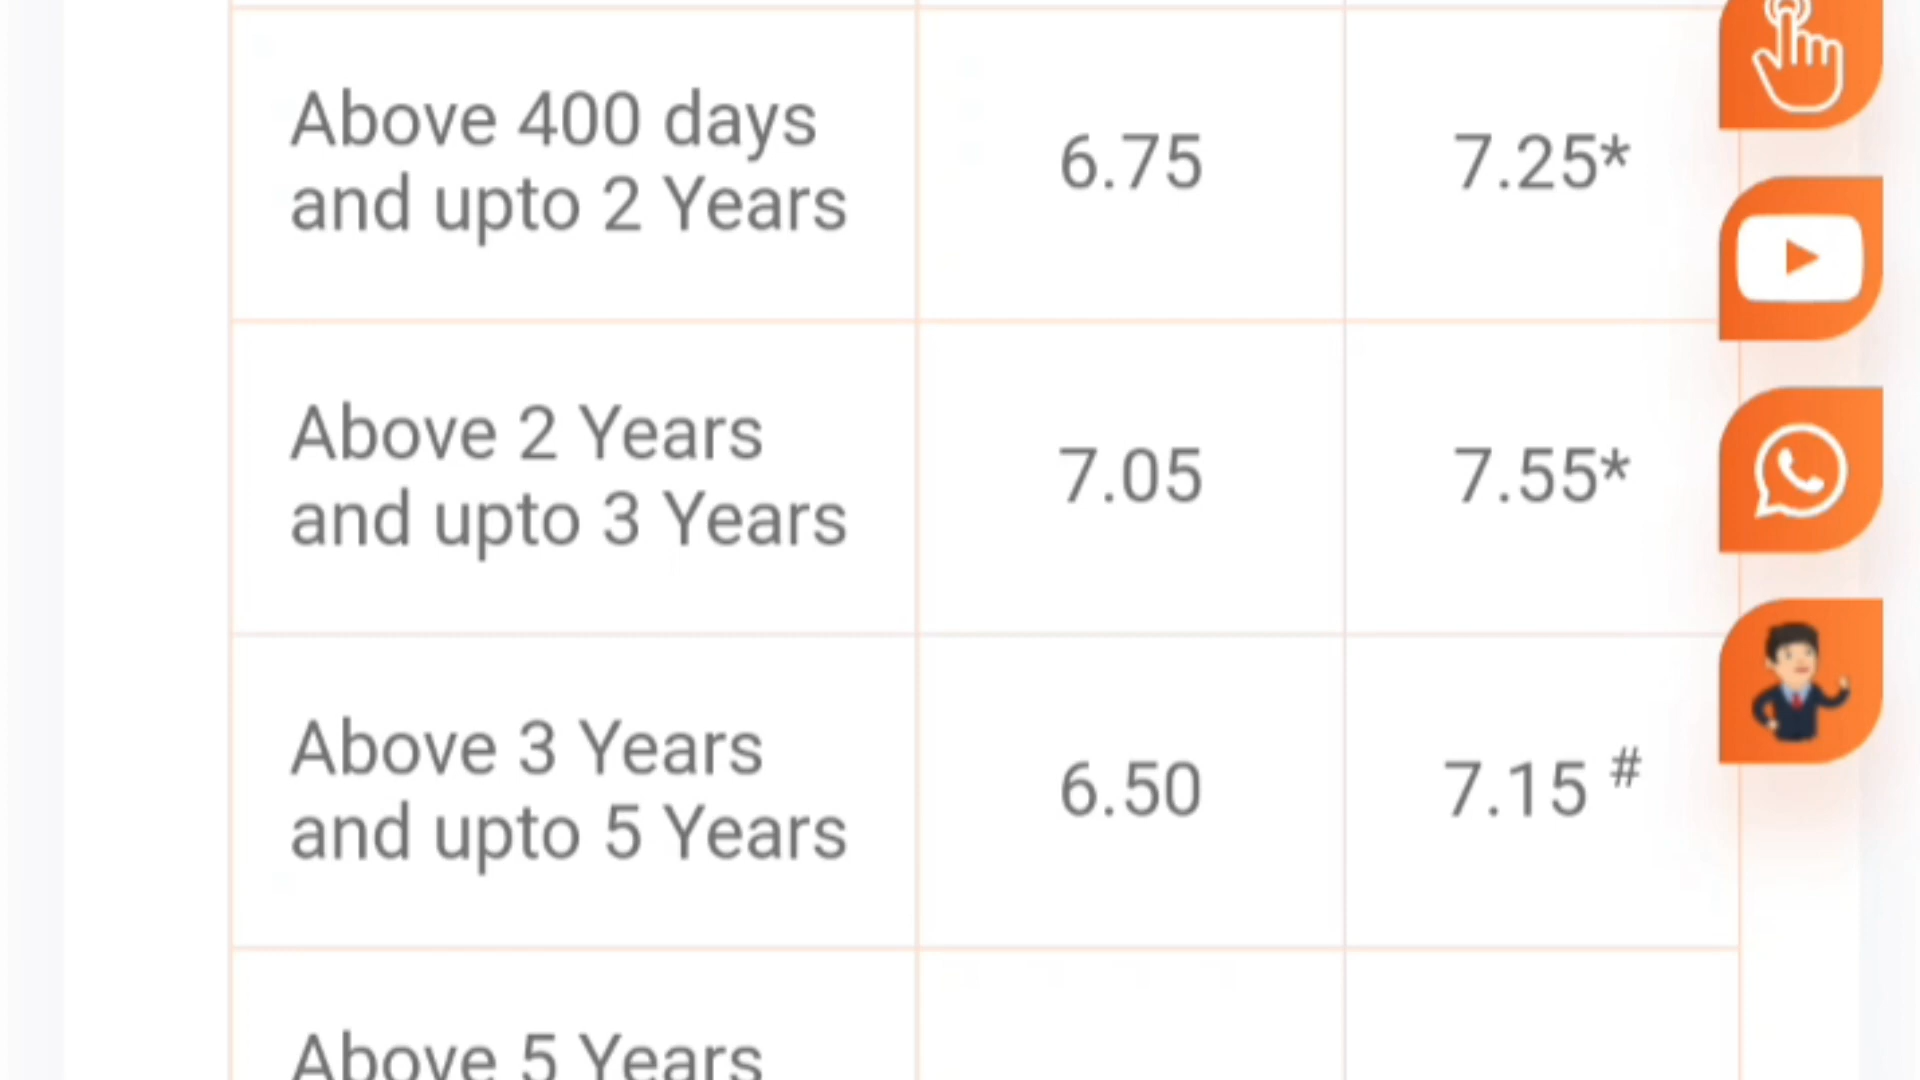 Above 400 days
and upto 2 Years
6.75
7.25*
Above 2 Years
and upto 3 Years
7.05
7.55*
Above 3 Years
and upto 5 Years
6.50
7.15 #
Above 5 Years